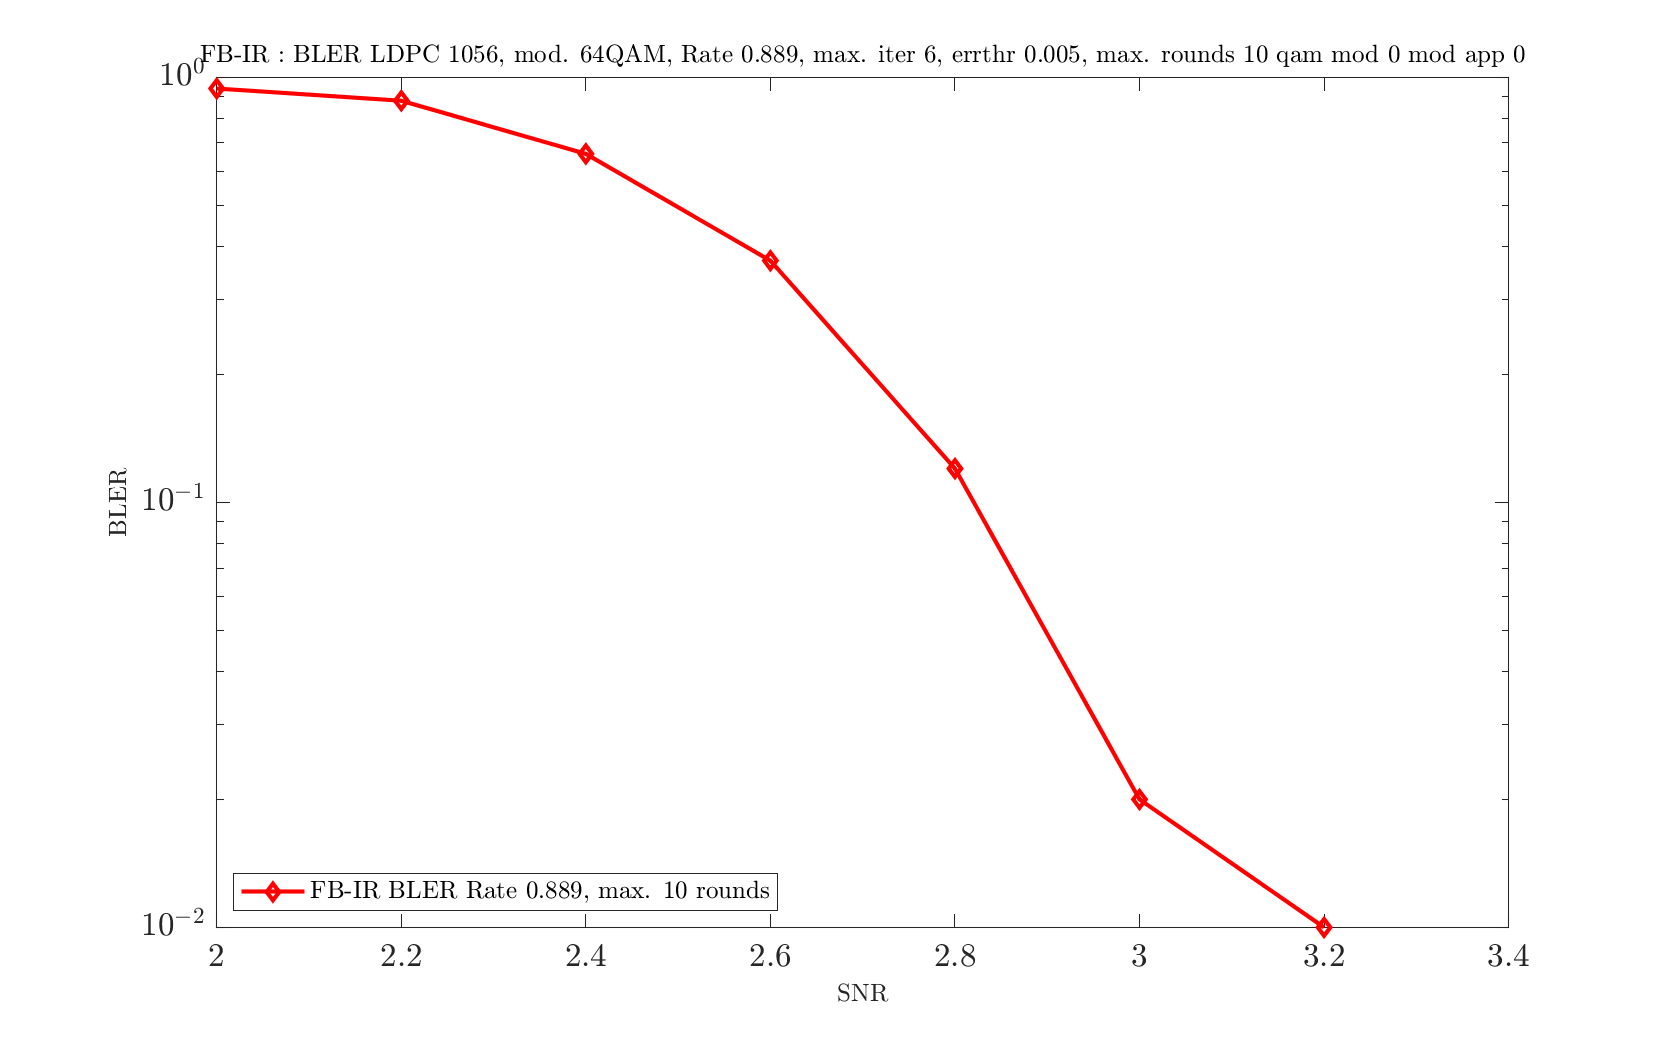 FB-IR : BLER LDPC 1056, mod. 64QAM, Rate 0.889, max. iter 6, errthr 0.005, max. rounds 10 qam mod 0 mod app 0
10⁰
10⁻¹
10⁻²
BLER
FB-IR BLER Rate 0.889, max. 10 rounds
2 2.2 2.4 2.6 2.8 3 3.2 3.4
SNR